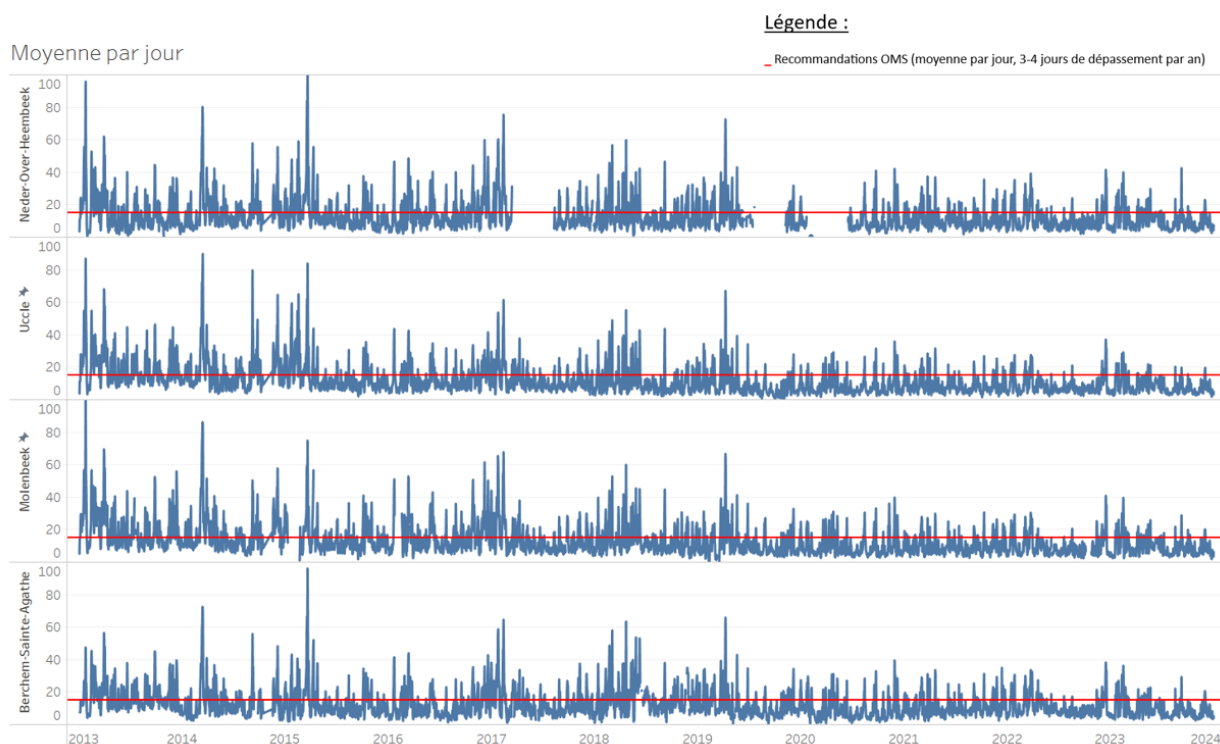 Légende :
Moyenne par jour
_ Recommandations OMS (moyenne par jour, 3-4 jours de dépassement par an)
Neder-Over-Heembeek
100
80
60
40
20
0
Uccle
80
60
40
20
0
Molenbeek
100
80
60
40
20
0
Berchem-Sainte-Agathe
100
80
60
40
20
0
2013 2014 2015 2016 2017 2018 2019 2020 2021 2022 2023 2024